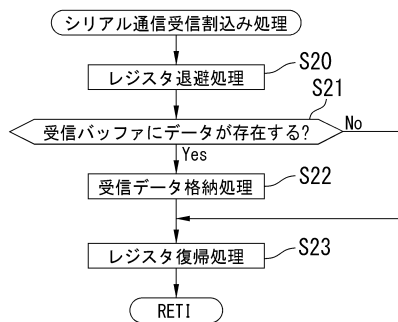 シリアル通信受信割込み処理
S20
レジスタ退避処理
S21
受信バッファにデータが存在する?
No
Yes
S22
受信データ格納処理
S23
レジスタ復帰処理
RETI